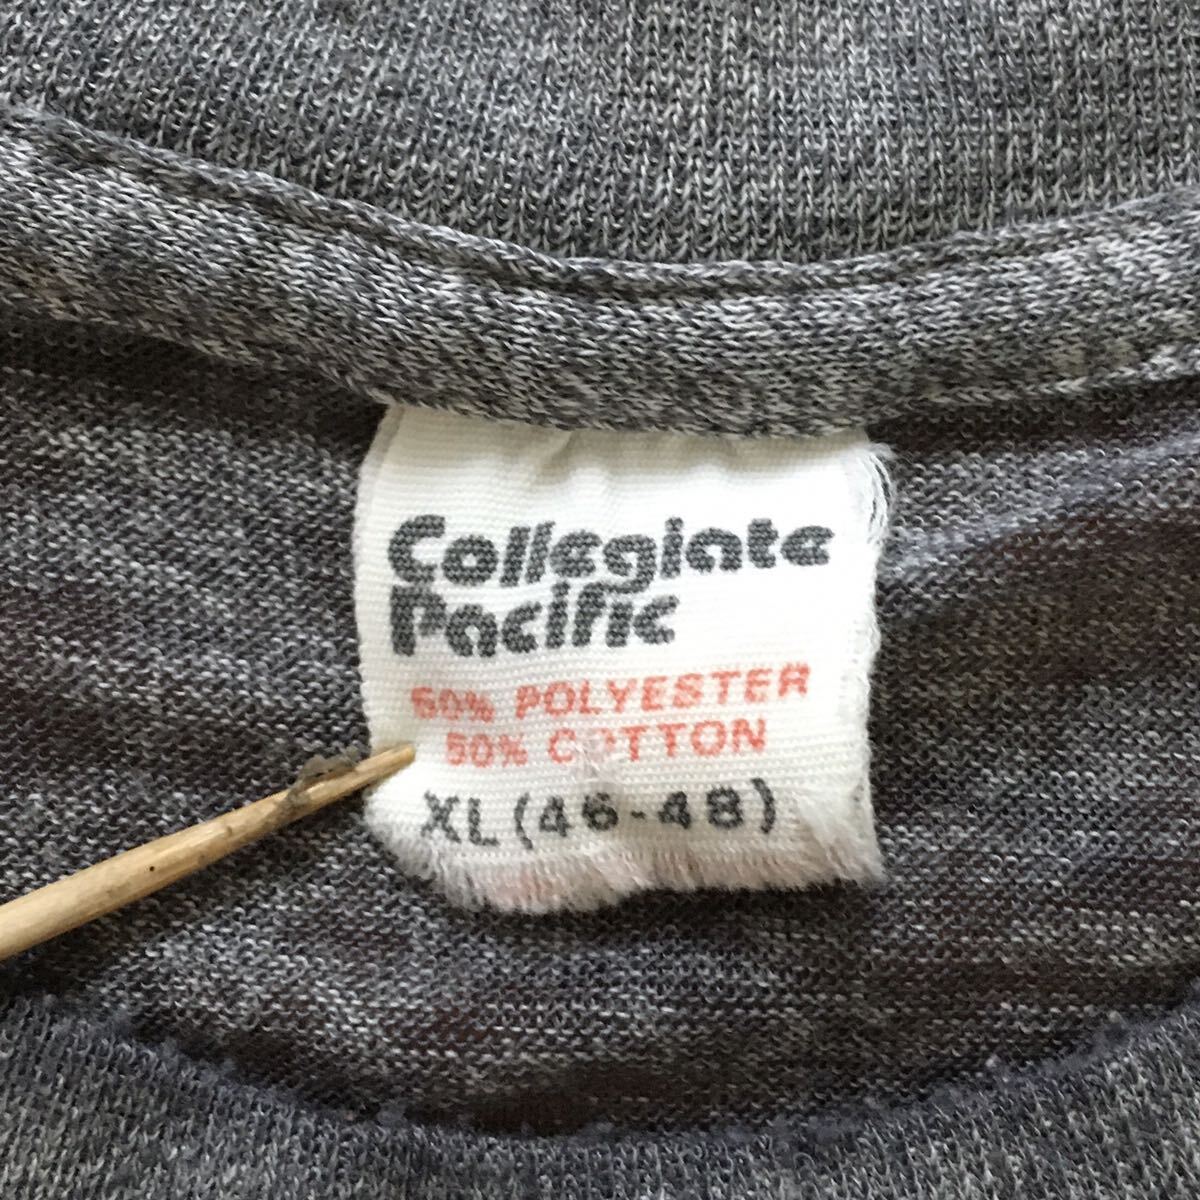 Collegiate
Pacific
50% POLYESTER
50% COTTON
XL (46-48)